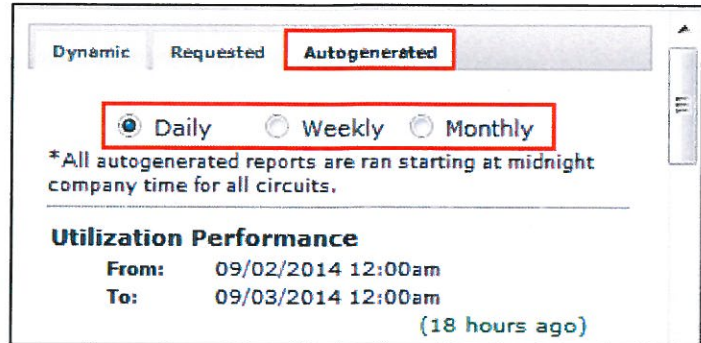 Dynamic Requested Autogenerated
Daily Weekly Monthly
*All autogenerated reports are ran starting at midnight
company time for all circuits.
Utilization Performance
From: 09/02/2014 12:00am
To: 09/03/2014 12:00am
(18 hours ago)